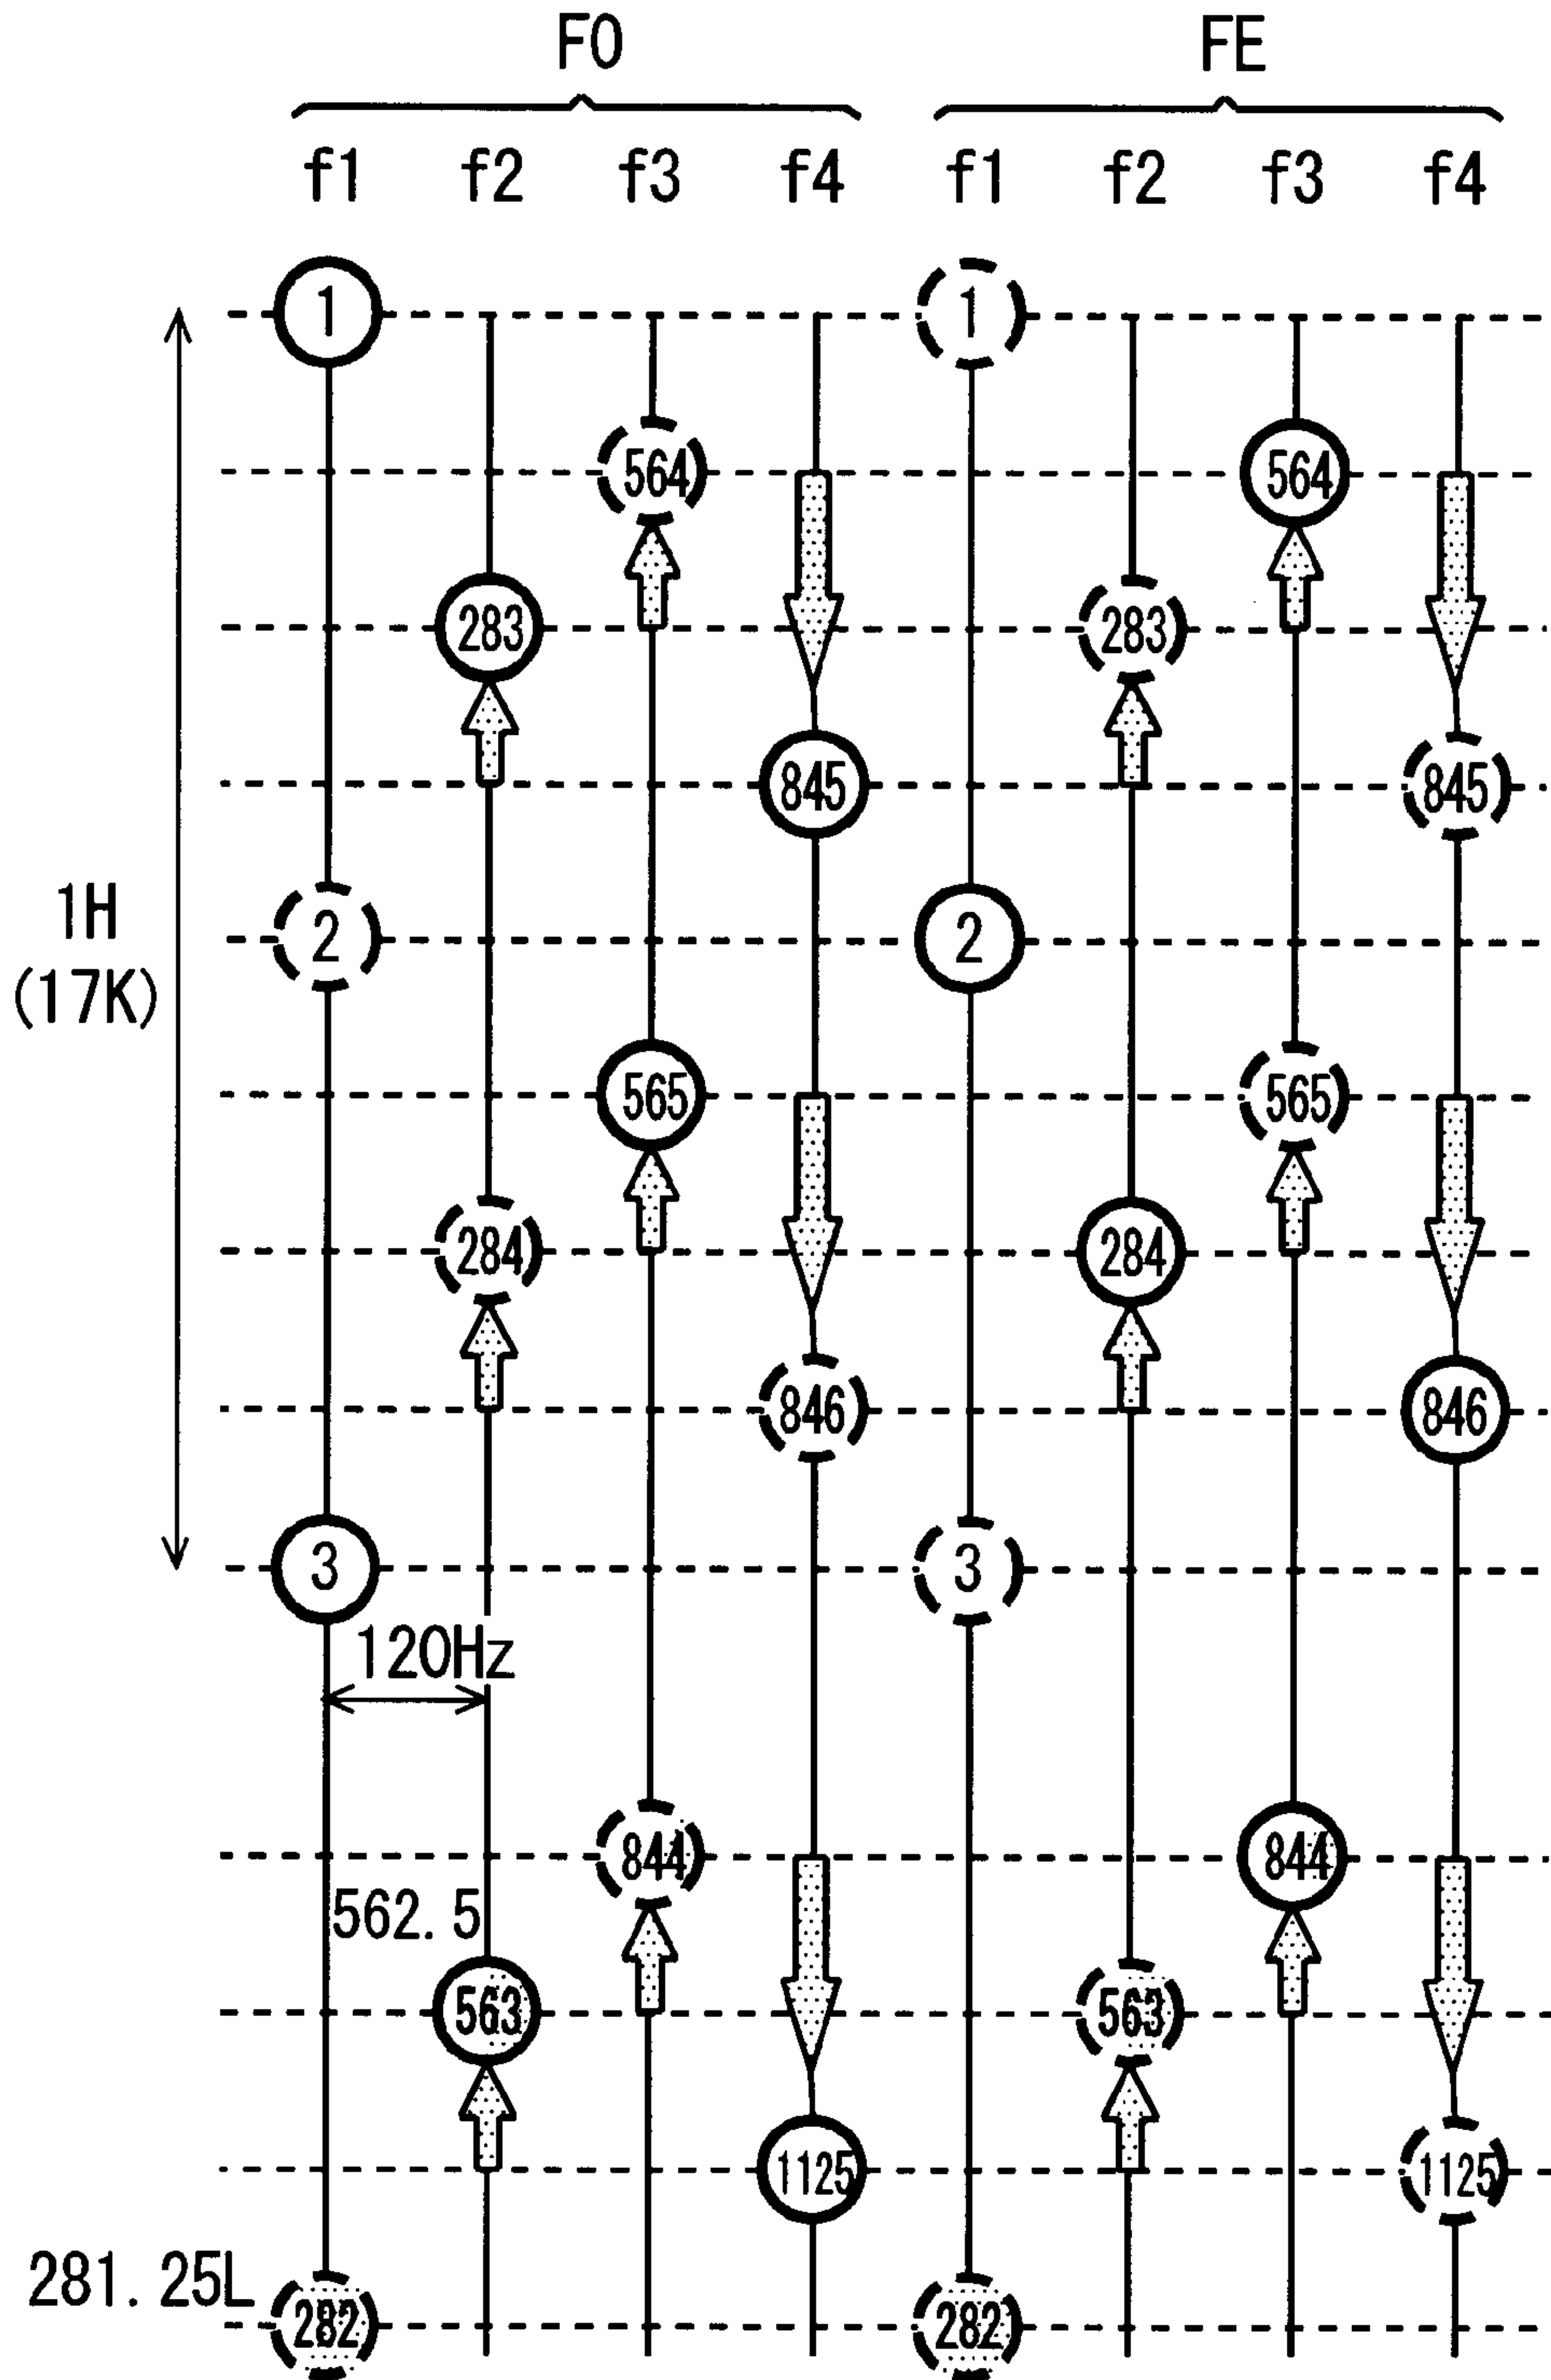 FO FE
f1 f2 f3 f4 f1 f2 f3 f4
1 1
564 564
283 283
845 845
1H
(17K)
2 2
565 565
284 284
846 846
3 3
120Hz
844 844
562.5
563 563
1125 1125
281.25L
282 282